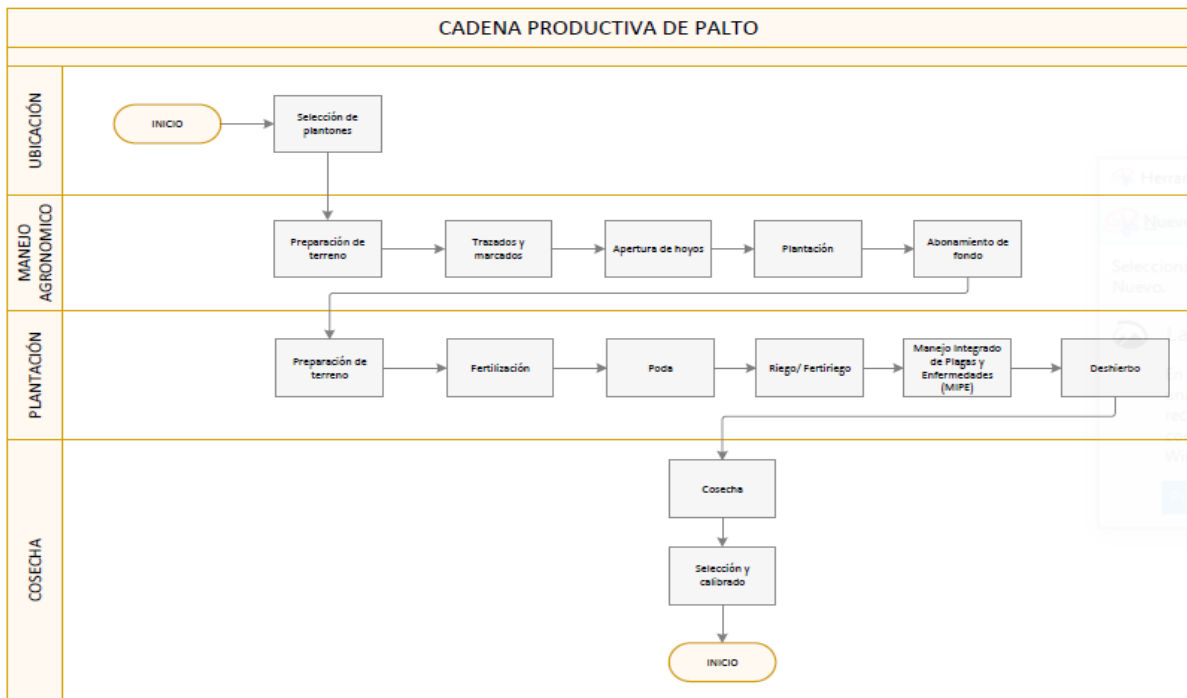 CADENA PRODUCTIVA DE PALTO
UBICACIÓN
INICIO
Selección de
plantones
MANEJO
AGRONOMICO
Preparación de
terreno
Trazados y
marcados
Apertura de hoyos
Plantación
Abonamiento de
fondo
PLANTACIÓN
Preparación de
terreno
Fertilización
Poda
Riego/ Fertiriego
Manejo Integrado
de Plagas y
Enfermedades
(MIPE)
Deshierbo
COSECHA
Cosecha
Selección y
calibrado
INICIO
Nuevo